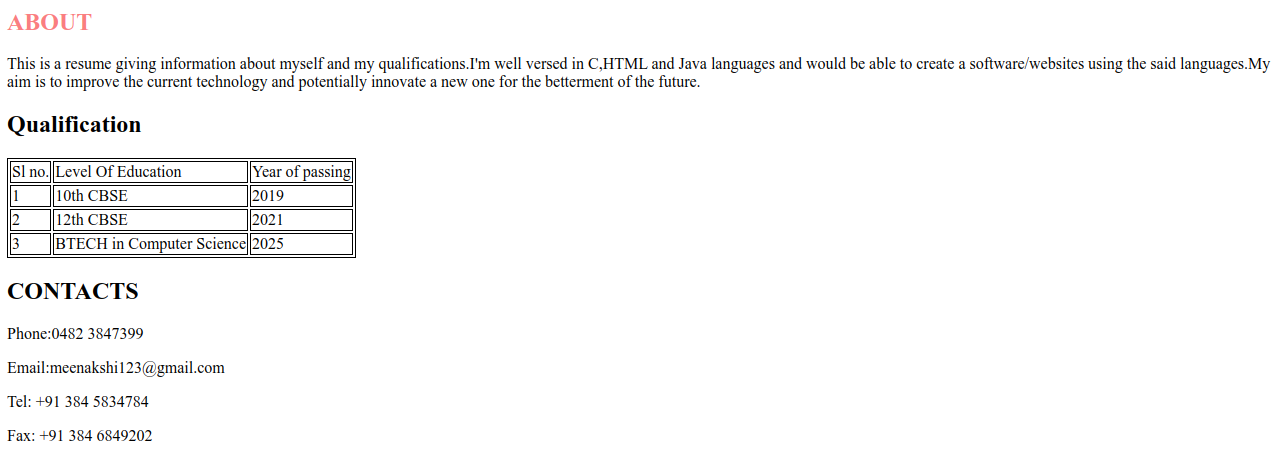 ABOUT
This is a resume giving information about myself and my qualifications.I'm well versed in C,HTML and Java languages and would be able to create a software/websites using the said languages.My
aim is to improve the current technology and potentially innovate a new one for the betterment of the future.
Qualification
Sl no. Level Of Education Year of passing
1 10th CBSE 2019
2 12th CBSE 2021
3 BTECH in Computer Science 2025
CONTACTS
Phone:0482 3847399
Email:meenakshi123@gmail.com
Tel: +91 384 5834784
Fax: +91 384 6849202